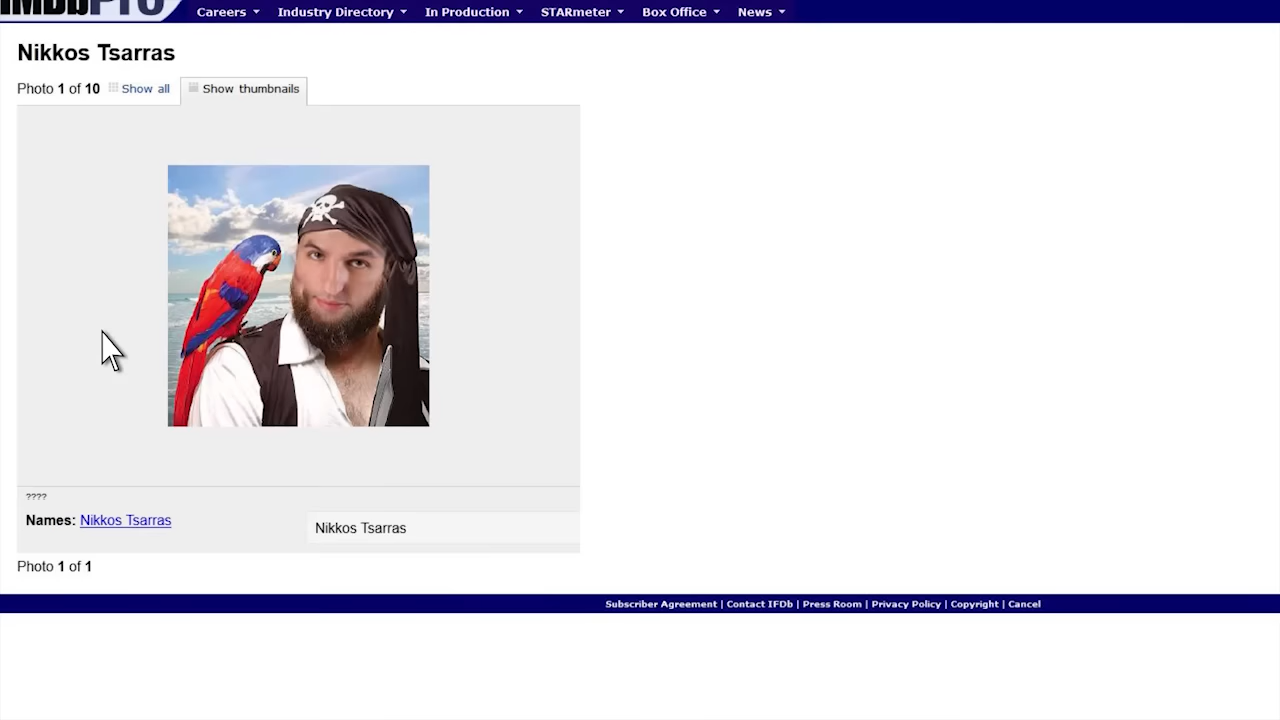 IMDbPro
Careers Industry Directory In Production STARmeter Box Office News
Nikkos Tsarras
Photo 1 of 10 Show all Show thumbnails
????
Names: Nikkos Tsarras
Nikkos Tsarras
Photo 1 of 1
Subscriber Agreement | Contact IFDb | Press Room | Privacy Policy | Copyright | Cancel